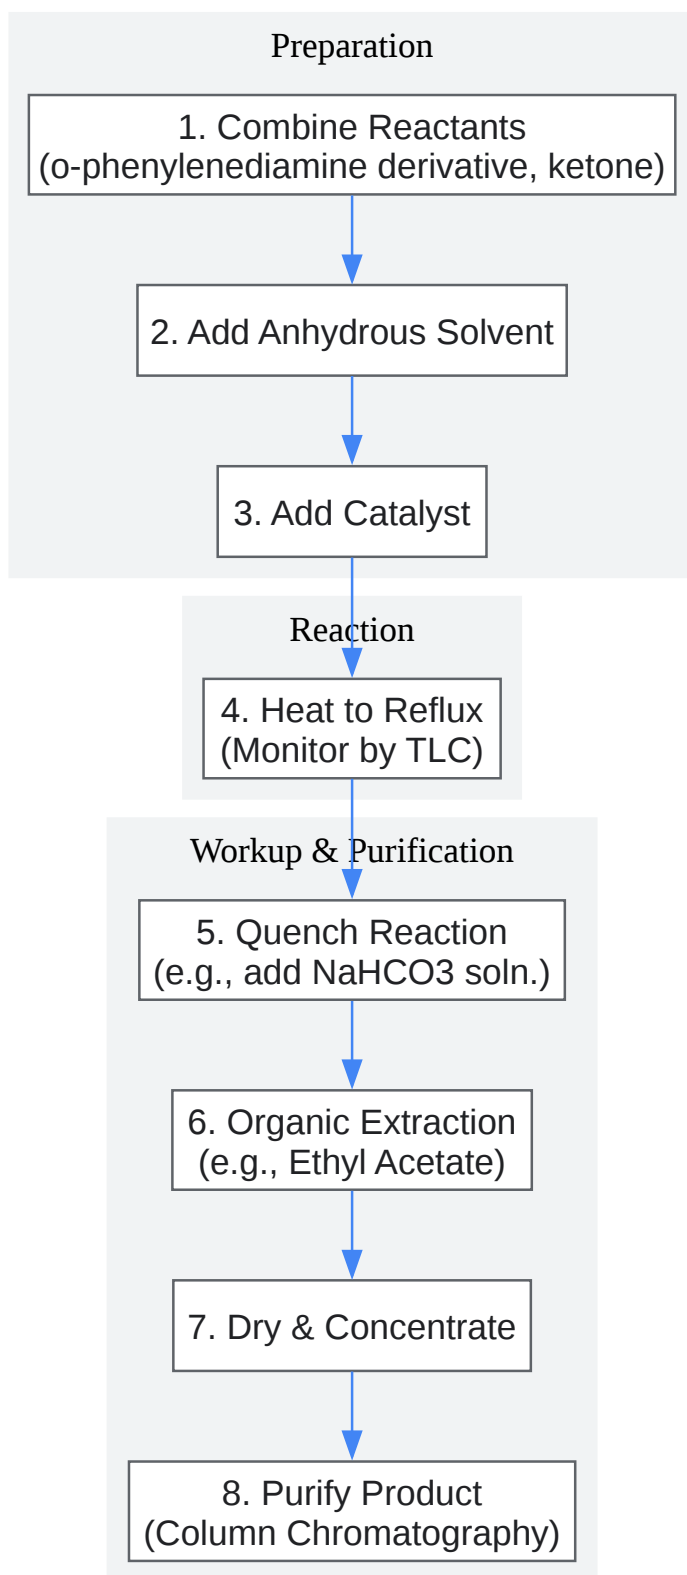 Preparation
1. Combine Reactants
(o-phenylenediamine derivative, ketone)
2. Add Anhydrous Solvent
3. Add Catalyst
Reaction
4. Heat to Reflux
(Monitor by TLC)
Workup & Purification
5. Quench Reaction
(e.g., add NaHCO3 soln.)
6. Organic Extraction
(e.g., Ethyl Acetate)
7. Dry & Concentrate
8. Purify Product
(Column Chromatography)